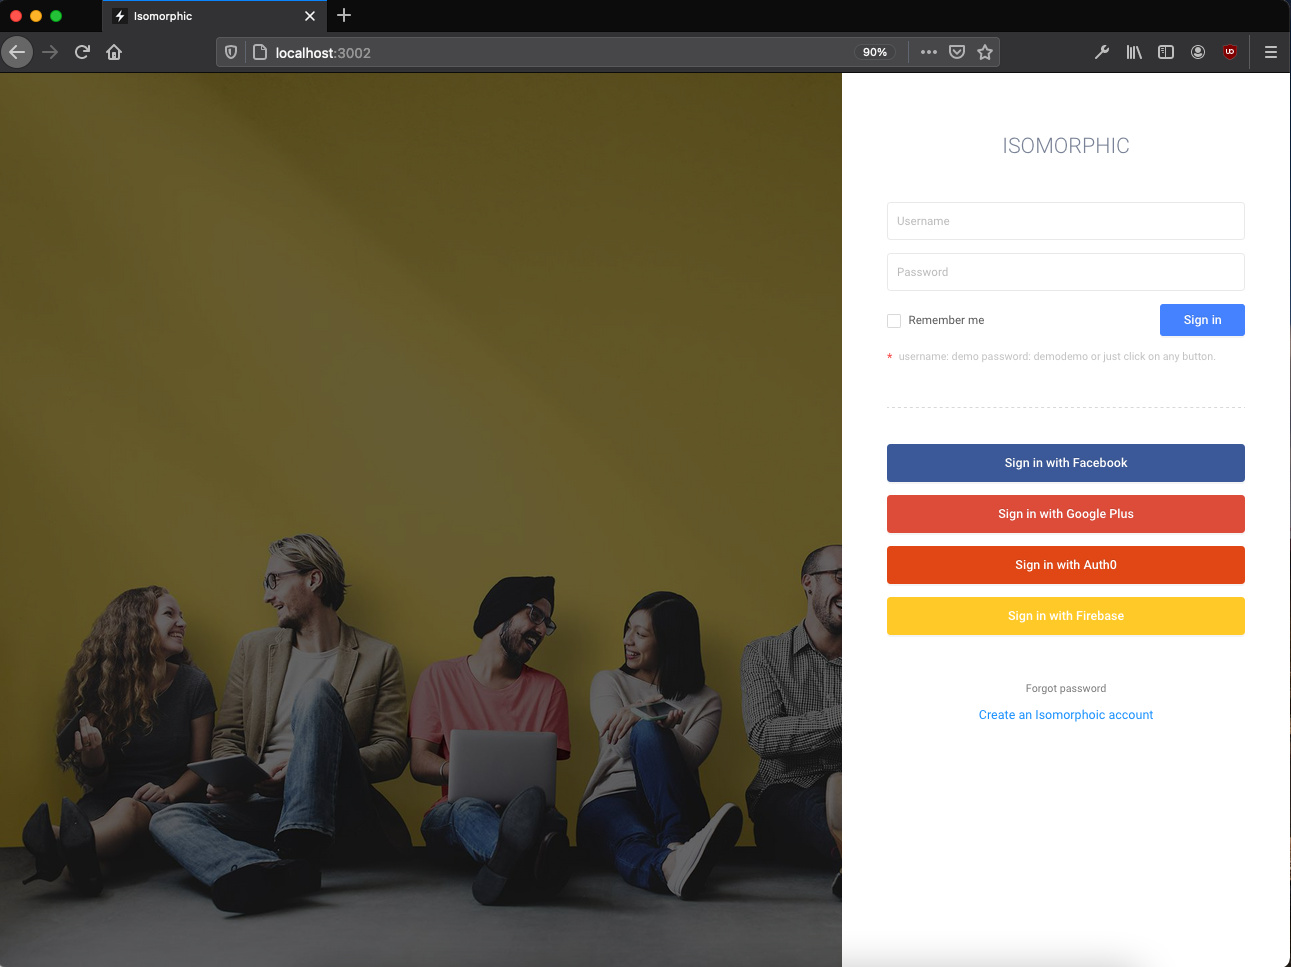 Isomorphic
localhost:3002
90%
ISOMORPHIC
Username
Password
Remember me
Sign in
* username: demo password: demodemo or just click on any button.
Sign in with Facebook
Sign in with Google Plus
Sign in with Auth0
Sign in with Firebase
Forgot password
Create an Isomorphoic account